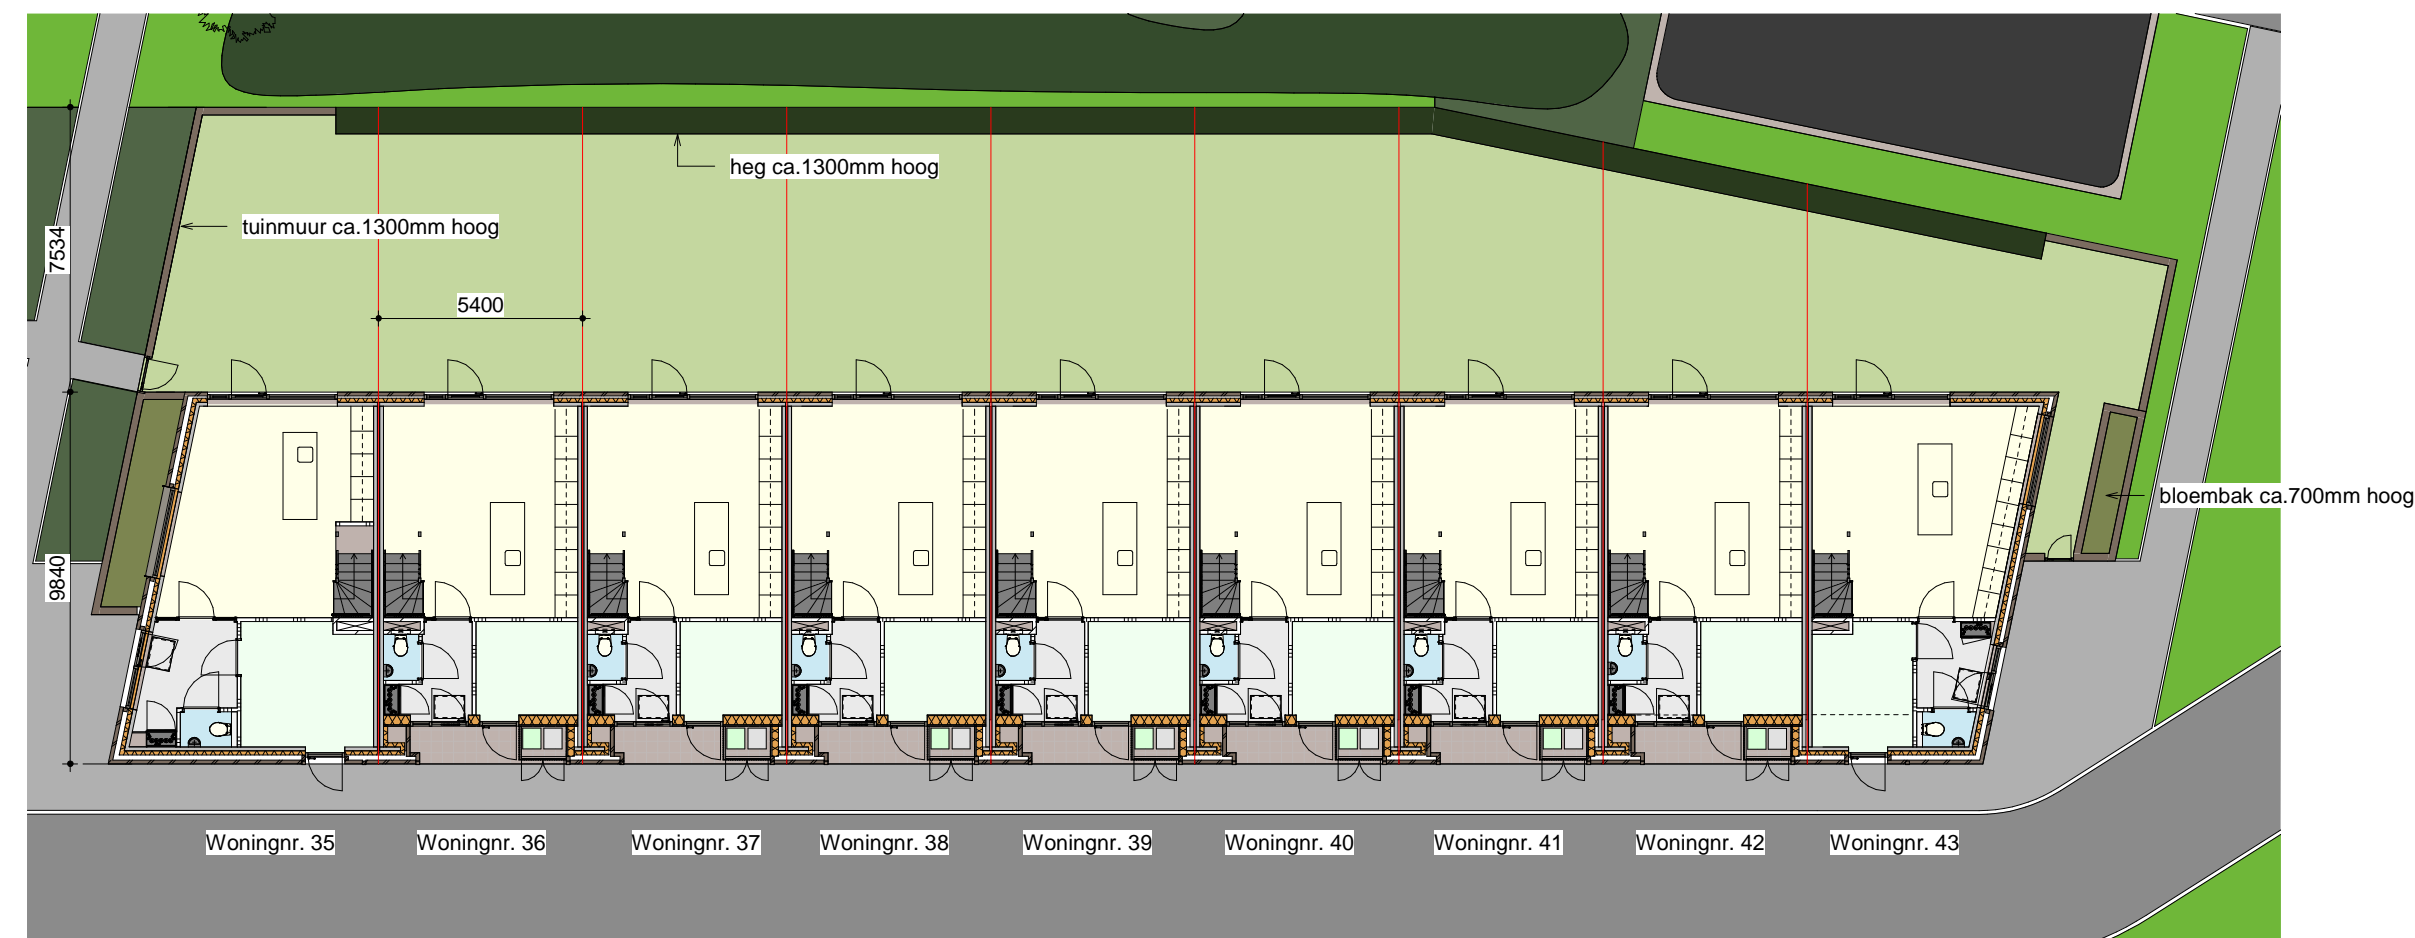 heg ca.1300mm hoog
tuinmuur ca.1300mm hoog
7534
5400
bloembak ca.700mm hoog
9840
Woningnr. 35
Woningnr. 36
Woningnr. 37
Woningnr. 38
Woningnr. 39
Woningnr. 40
Woningnr. 41
Woningnr. 42
Woningnr. 43